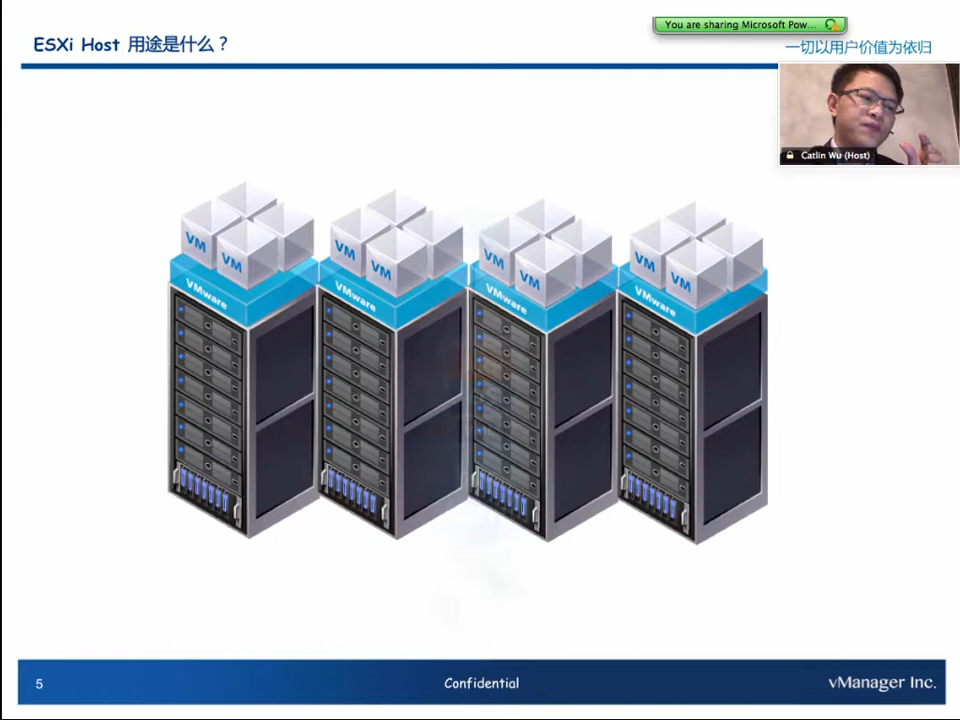 ESXi Host 用途是什么？
You are sharing Microsoft Pow...
一切以用户价值为依归
Catlin Wu (Host)
VM
VM
VMware
VM
VM
VMware
VM
VM
VMware
VM
VM
VMware
5
Confidential
vManager Inc.